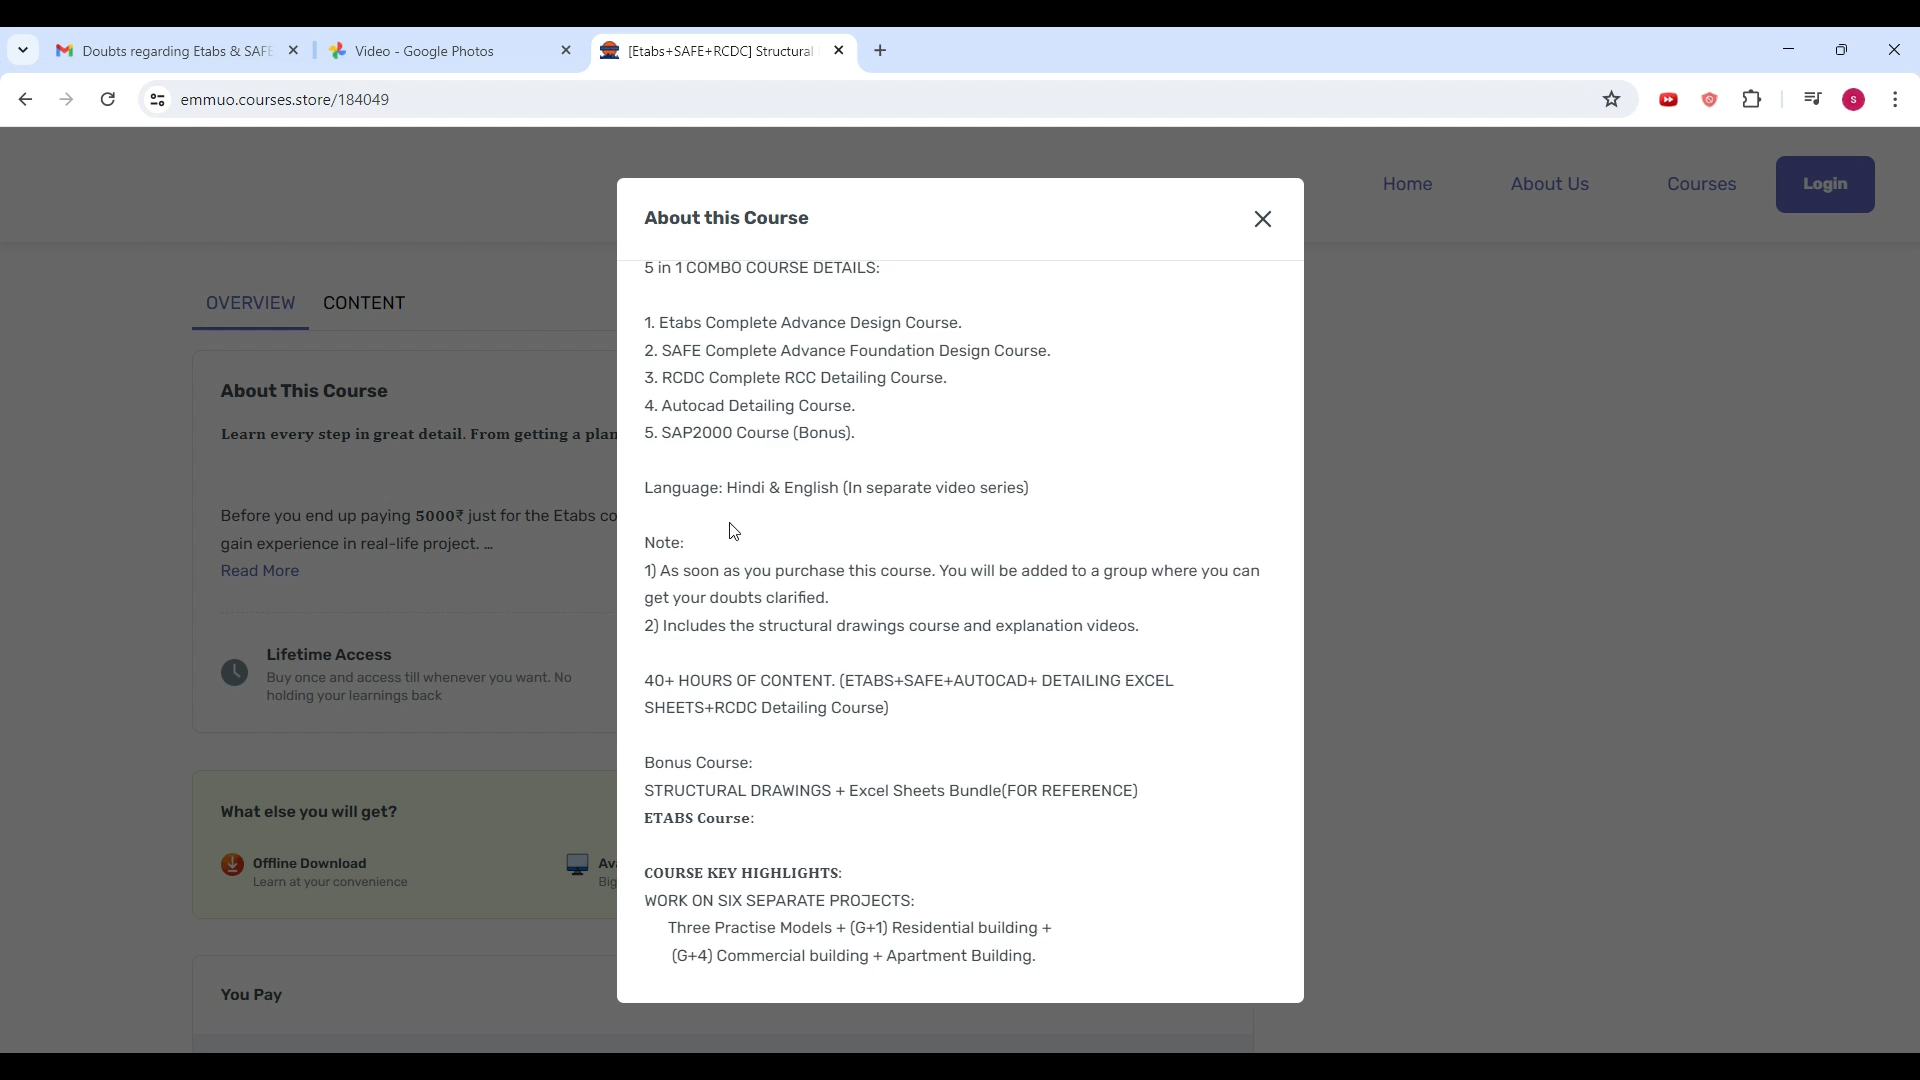 Doubts regarding Etabs & SAFE
Video - Google Photos
[Etabs+SAFE+RCDC] Structural
emmuo.courses.store/184049
S
Home
About Us
Courses
Login
OVERVIEW
CONTENT
About This Course
Learn every step in great detail. From getting a plan
Before you end up paying 5000₹ just for the Etabs co
gain experience in real-life project. ...
Read More
Lifetime Access
Buy once and access till whenever you want. No
holding your learnings back
What else you will get?
Offline Download
Learn at your convenience
Ava
Big
You Pay
About this Course
5 in 1 COMBO COURSE DETAILS:
1. Etabs Complete Advance Design Course.
2. SAFE Complete Advance Foundation Design Course.
3. RCDC Complete RCC Detailing Course.
4. Autocad Detailing Course.
5. SAP2000 Course (Bonus).
Language: Hindi & English (In separate video series)
Note:
1) As soon as you purchase this course. You will be added to a group where you can
get your doubts clarified.
2) Includes the structural drawings course and explanation videos.
40+ HOURS OF CONTENT. (ETABS+SAFE+AUTOCAD+ DETAILING EXCEL
SHEETS+RCDC Detailing Course)
Bonus Course:
STRUCTURAL DRAWINGS + Excel Sheets Bundle(FOR REFERENCE)
ETABS Course:
COURSE KEY HIGHLIGHTS:
WORK ON SIX SEPARATE PROJECTS:
Three Practise Models + (G+1) Residential building +
(G+4) Commercial building + Apartment Building.